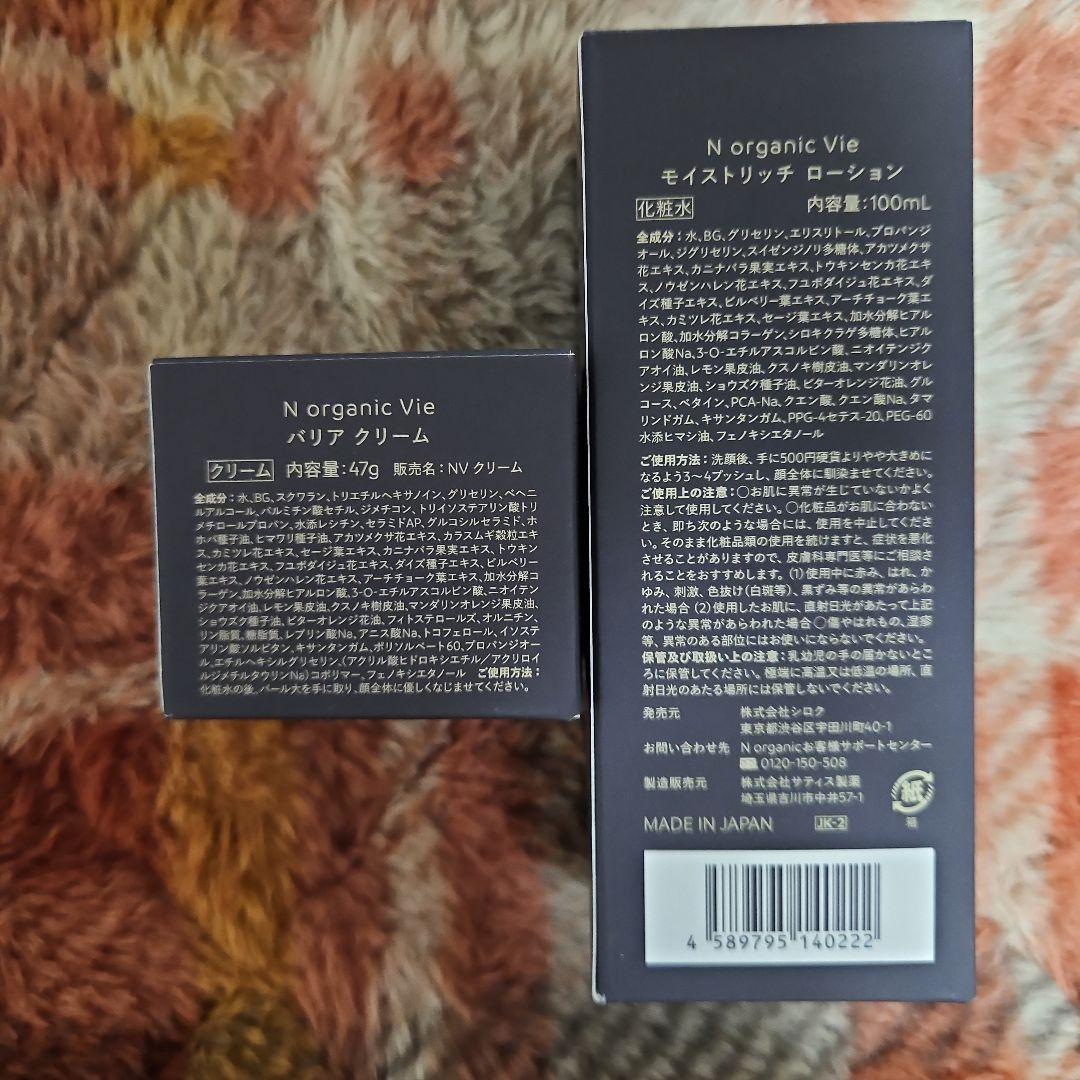 N organic Vie
バリア クリーム
クリーム 内容量:47g 販売名:NV クリーム
全成分:水、BG、スクワラン、トリエチルヘキサノイン、グリセリン、ベヘニ
ルアルコール、パルミチン酸セチル、ジメチコン、トリイソステアリン酸トリ
メチロールプロパン、水添レシチン、セラミドAP、グルコシルセラミド、ホ
ホバ種子油、ヒマワリ種子油、アカツメクサ花エキス、カラスムギ穀粒エキ
ス、カミツレ花エキス、セージ葉エキス、カニナバラ果実エキス、トウキン
センカ花エキス、フユボダイジュ花エキス、ダイズ種子エキス、ビルベリー
葉エキス、ノウゼンハレン花エキス、アーチチョーク葉エキス、加水分解コ
ラーゲン、加水分解ヒアルロン酸、3-O-エチルアスコルビン酸、ニオイテン
ジクアオイ油、レモン果皮油、クスノキ樹皮油、マンダリンオレンジ果皮油、
ショウズク種子油、ビターオレンジ花油、フィトステロールズ、オルニチン、
リン脂質、糖脂質、レブリン酸Na、アニス酸Na、トコフェロール、イソステ
アリン酸ソルビタン、キサンタンガム、ポリソルベート60、プロパンジオー
ル、エチルヘキシルグリセリン、(アクリル酸ヒドロキシエチル/アクリロイ
ルジメチルタウリンNa)コポリマー、フェノキシエタノール ご使用方法:
化粧水の後、パール大を手に取り、顔全体に優しくなじませてください。
N organic Vie
モイストリッチ ローション
化粧水 内容量:100mL
全成分:水、BG、グリセリン、エリスリトール、プロパンジ
オール、ジグリセリン、スイゼンジノリ多糖体、アカツメクサ
花エキス、カニナバラ果実エキス、トウキンセンカ花エキ
ス、ノウゼンハレン花エキス、フユボダイジュ花エキス、ダ
イズ種子エキス、ビルベリー葉エキス、アーチチョーク葉エ
キス、カミツレ花エキス、セージ葉エキス、加水分解ヒアル
ロン酸、加水分解コラーゲン、シロキクラゲ多糖体、ヒアル
ロン酸Na、3-O-エチルアスコルビン酸、ニオイテンジク
アオイ油、レモン果皮油、クスノキ樹皮油、マンダリンオレ
ンジ果皮油、ショウズク種子油、ビターオレンジ花油、グル
コース、ベタイン、PCA-Na、クエン酸、クエン酸Na、タマ
リンドガム、キサンタンガム、PPG-4セテス-20、PEG-60
水添ヒマシ油、フェノキシエタノール
ご使用方法:洗顔後、手に500円硬貨よりやや大きめに
なるよう3〜4プッシュし、顔全体に馴染ませてください。
ご使用上の注意:○お肌に異常が生じていないかよく
注意して使用してください。○化粧品がお肌に合わない
とき、即ち次のような場合には、使用を中止してくださ
い。そのまま化粧品類の使用を続けますと、症状を悪化
させることがありますので、皮膚科専門医等にご相談さ
れることをおすすめします。(1)使用中に赤み、はれ、か
ゆみ、刺激、色抜け(白斑等)、黒ずみ等の異常があらわ
れた場合 (2)使用したお肌に、直射日光があたって上記
のような異常があらわれた場合 ○傷やはれもの、湿疹
等、異常のある部位にはお使いにならないでください。
保管及び取扱い上の注意:乳幼児の手の届かないとこ
ろに保管してください。極端に高温又は低温の場所、直
射日光のあたる場所には保管しないでください。
発売元 株式会社シロク
東京都渋谷区宇田川町40-1
お問い合わせ先 N organicお客様サポートセンター
0120-150-508
製造販売元 株式会社サティス製薬
埼玉県吉川市中井57-1
紙
箱
MADE IN JAPAN JK-2
4 589795 140222